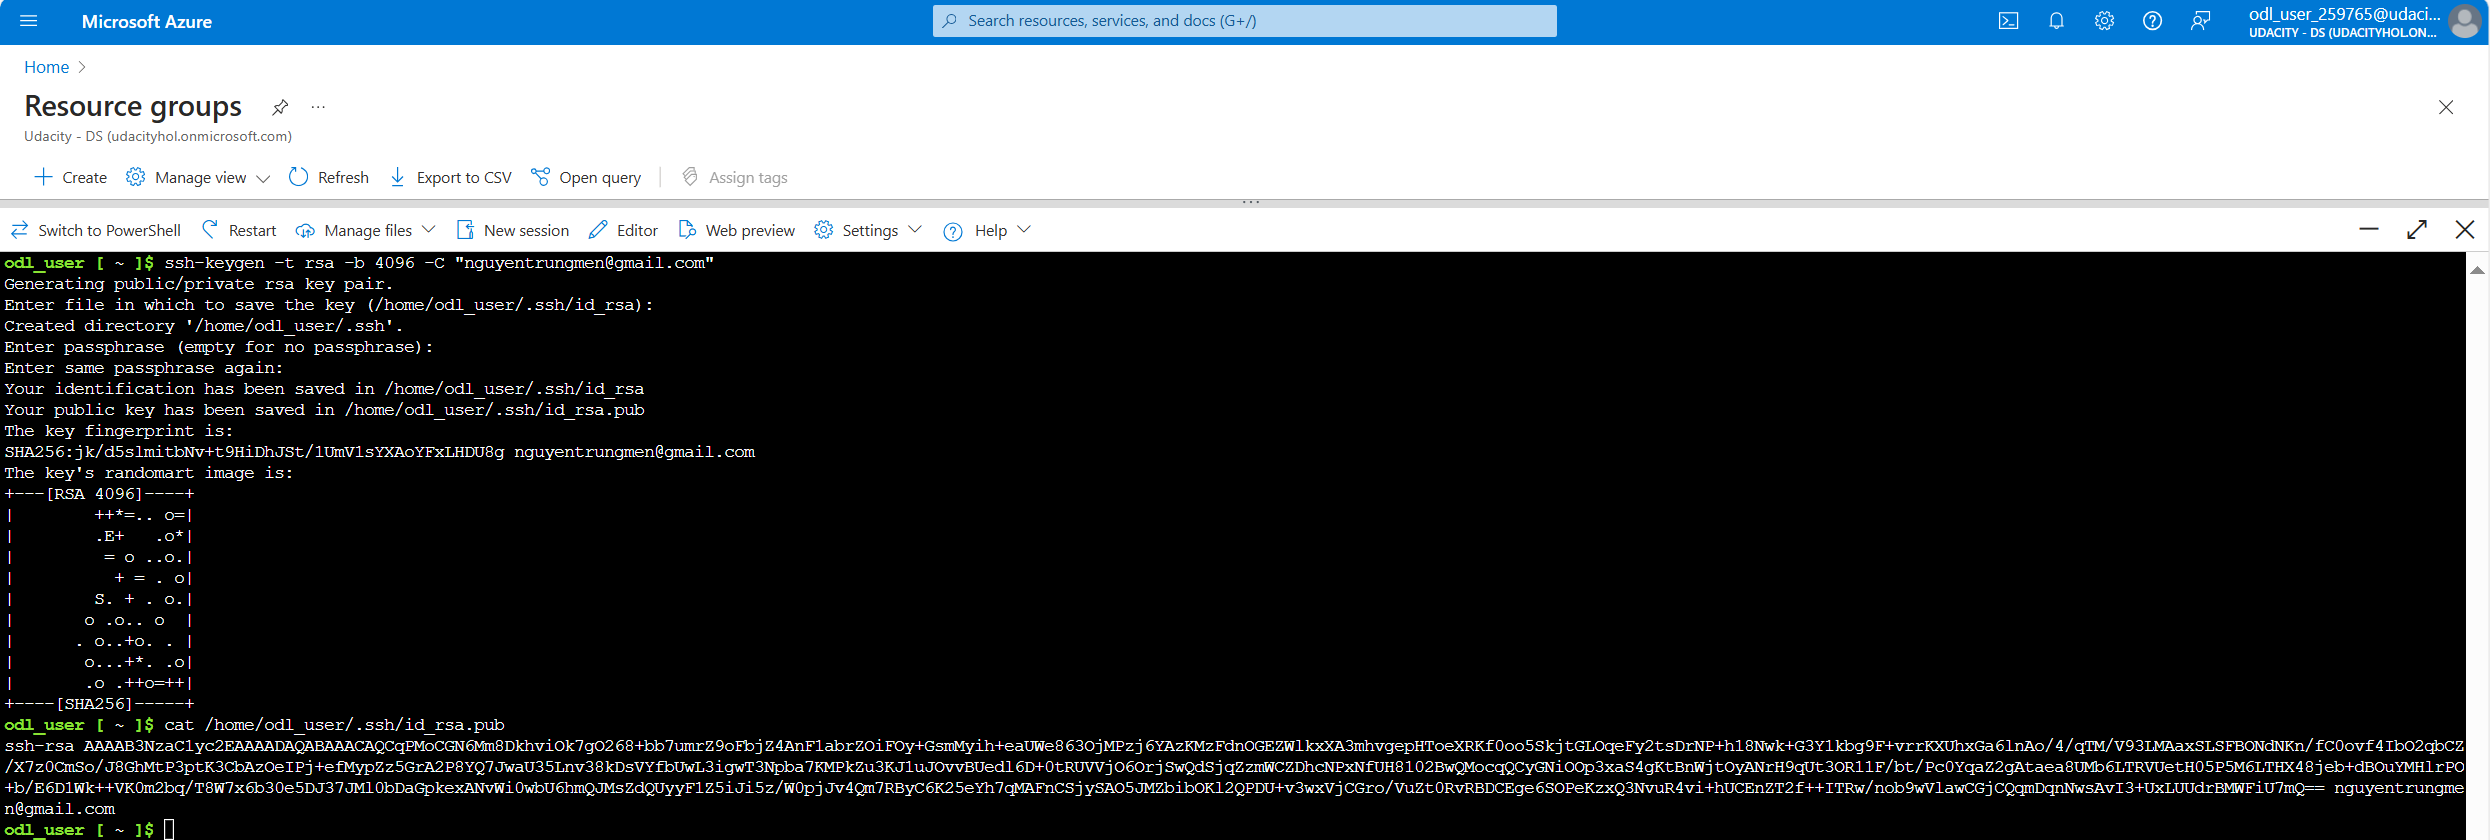 Microsoft Azure
Search resources, services, and docs (G+/)
odl_user_259765@udaci...
UDACITY - DS (UDACITYHOL.ON...
Home
Resource groups
Udacity - DS (udacityhol.onmicrosoft.com)
Create Manage view Refresh Export to CSV Open query Assign tags
Switch to PowerShell Restart Manage files New session Editor Web preview Settings Help
odl_user [ ~ ]$ ssh-keygen -t rsa -b 4096 -C "nguyentrungmen@gmail.com"
Generating public/private rsa key pair.
Enter file in which to save the key (/home/odl_user/.ssh/id_rsa):
Created directory '/home/odl_user/.ssh'.
Enter passphrase (empty for no passphrase):
Enter same passphrase again:
Your identification has been saved in /home/odl_user/.ssh/id_rsa
Your public key has been saved in /home/odl_user/.ssh/id_rsa.pub
The key fingerprint is:
SHA256:jk/d5slmitbNv+t9HiDhJSt/1UmV1sYXAoYFxLHDU8g nguyentrungmen@gmail.com
The key's randomart image is:
+---[RSA 4096]----+
|        ++*=.. o=|
|        .E+   .o*|
|         = o ..o.|
|          + = . o|
|        S. + . o.|
|       o .o.. o  |
|      . o..+o. . |
|       o...+*. .o|
|       .o .++o=++|
+----[SHA256]-----+
odl_user [ ~ ]$ cat /home/odl_user/.ssh/id_rsa.pub
ssh-rsa AAAAB3NzaC1yc2EAAAADAQABAAACAQCqPMoCGN6Mm8DkhviOk7gO268+bb7umrZ9oFbjZ4AnF1abrZOiFOy+GsmMyih+eaUWe863OjMPzj6YAzKMzFdnOGEZWlkxXA3mhvgepHToeXRKf0oo5SkjtGLOqeFy2tsDrNP+h18Nwk+G3Y1kbg9F+vrrKXUhxGa6lnAo/4/qTM/V93LMAaxSLSFBONdNKn/fC0ovf4IbO2qbCZ
/X7z0CmSo/J8GhMtP3ptK3CbAzOeIPj+efMypZz5GrA2P8YQ7JwaU35Lnv38kDsVYfbUwL3igwT3Npba7KMPkZu3KJ1uJOvvBUedl6D+0tRUVVjO6OrjSwQdSjqZzmWCZDhcNPxNfUH8102BwQMocqQCyGNiOOp3xaS4gKtBnWjtOyANrH9qUt3OR11F/bt/Pc0YqaZ2gAtaea8UMb6LTRVUetH05P5M6LTHX48jeb+dBOuYMHlrPO
+b/E6D1Wk++VK0m2bq/T8W7x6b30e5DJ37JMl0bDaGpkexANvWi0wbU6hmQJMsZdQUyyF1Z5iJi5z/W0pjJv4Qm7RByC6K25eYh7qMAFnCSjySAO5JMZbibOKl2QPDU+v3wxVjCGro/VuZt0RvRBDCEge6SOPeKzxQ3NvuR4vi+hUCEnZT2f++ITRw/nob9wVlawCGjCQqmDqnNwsAvI3+UxLUUdrBMWFiU7mQ== nguyentrungme
n@gmail.com
odl_user [ ~ ]$